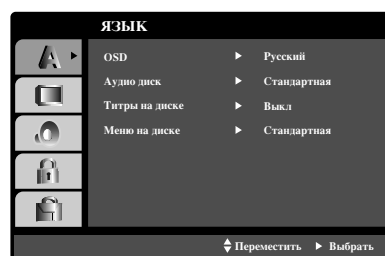 ЯЗЫК
OSD ► Русский
Аудио диск ► Стандартная
Титры на диске ► Выкл
Меню на диске ► Стандартная
Переместить ► Выбрать